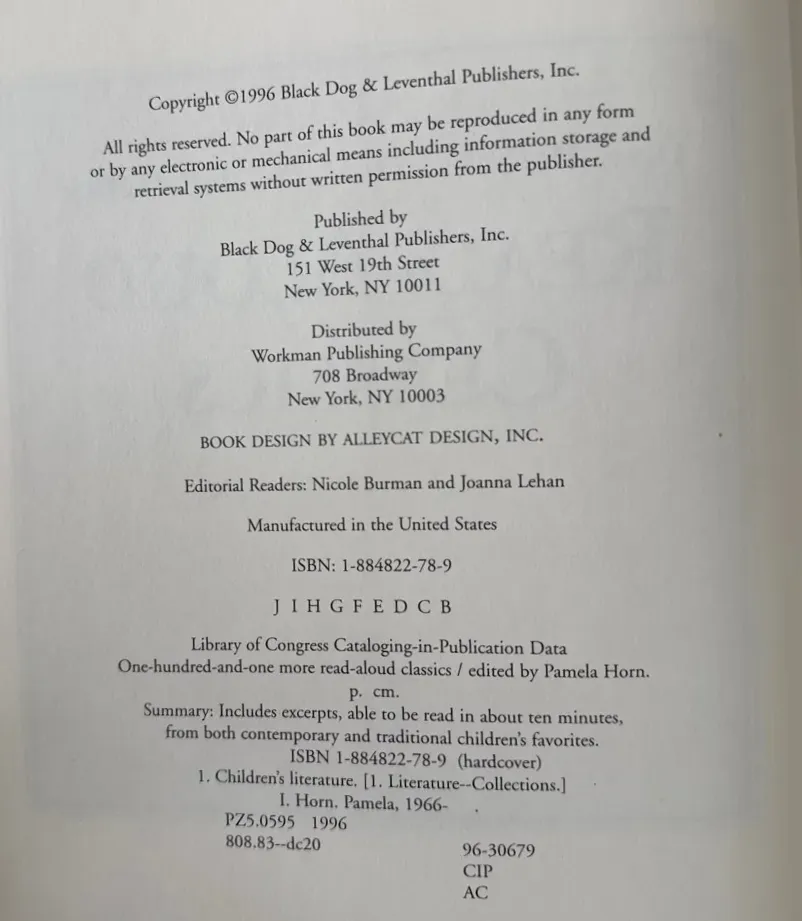 Copyright ©1996 Black Dog & Leventhal Publishers, Inc.
All rights reserved. No part of this book may be reproduced in any form
or by any electronic or mechanical means including information storage and
retrieval systems without written permission from the publisher.
Published by
Black Dog & Leventhal Publishers, Inc.
151 West 19th Street
New York, NY 10011
Distributed by
Workman Publishing Company
708 Broadway
New York, NY 10003
BOOK DESIGN BY ALLEYCAT DESIGN, INC.
Editorial Readers: Nicole Burman and Joanna Lehan
Manufactured in the United States
ISBN: 1-884822-78-9
J I H G F E D C B
Library of Congress Cataloging-in-Publication Data
One-hundred-and-one more read-aloud classics / edited by Pamela Horn.
p. cm.
Summary: Includes excerpts, able to be read in about ten minutes,
from both contemporary and traditional children's favorites.
ISBN 1-884822-78-9 (hardcover)
1. Children's literature. [1. Literature--Collections.]
I. Horn, Pamela, 1966-
PZ5.0595 1996
808.83--dc20
96-30679
CIP
AC